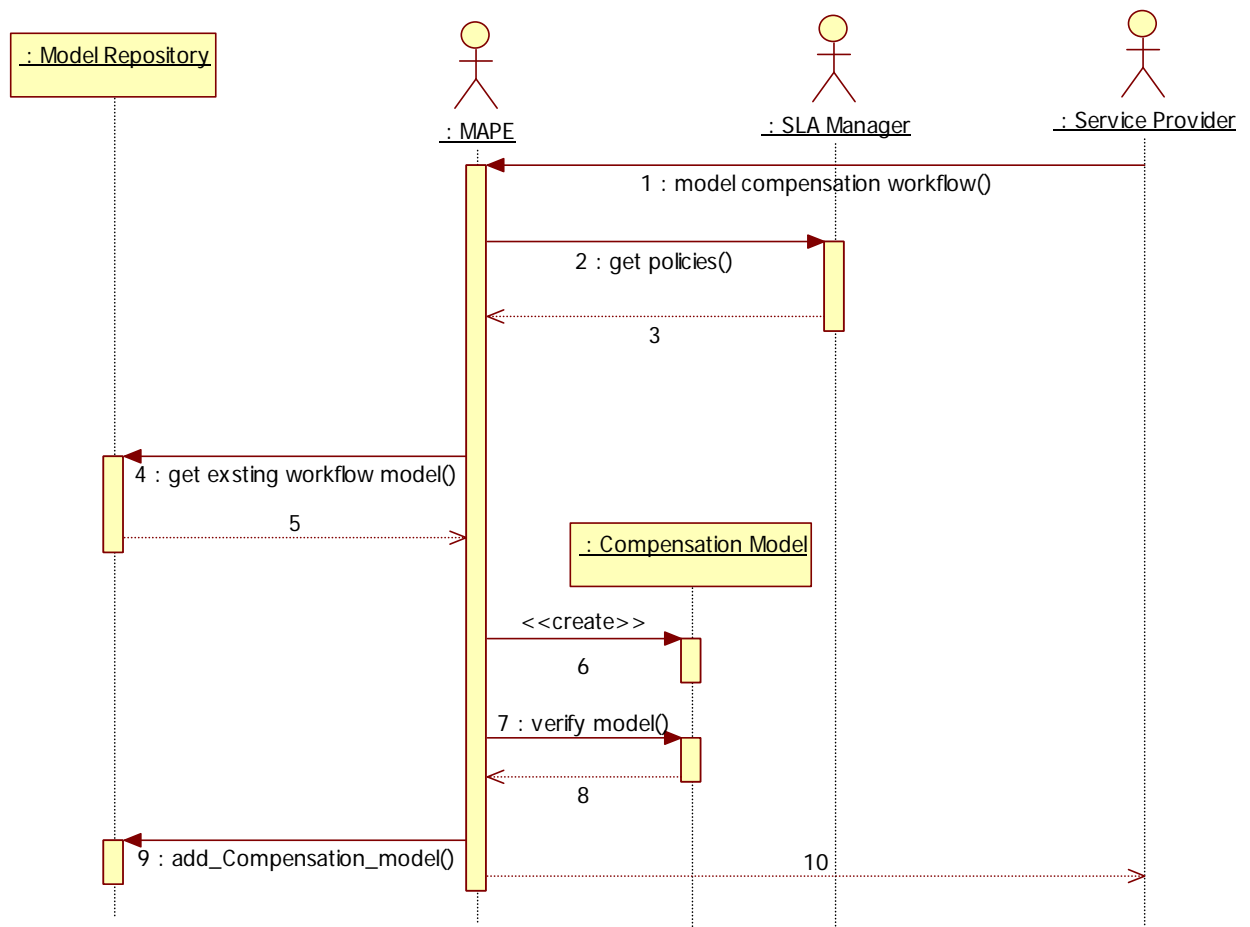 : Model Repository
: MAPE
: SLA Manager
: Service Provider
1 : model compensation workflow()
2 : get policies()
3
4 : get exsting workflow model()
5
: Compensation Model
<<create>>
6
7 : verify model()
8
9 : add_Compensation_model()
10